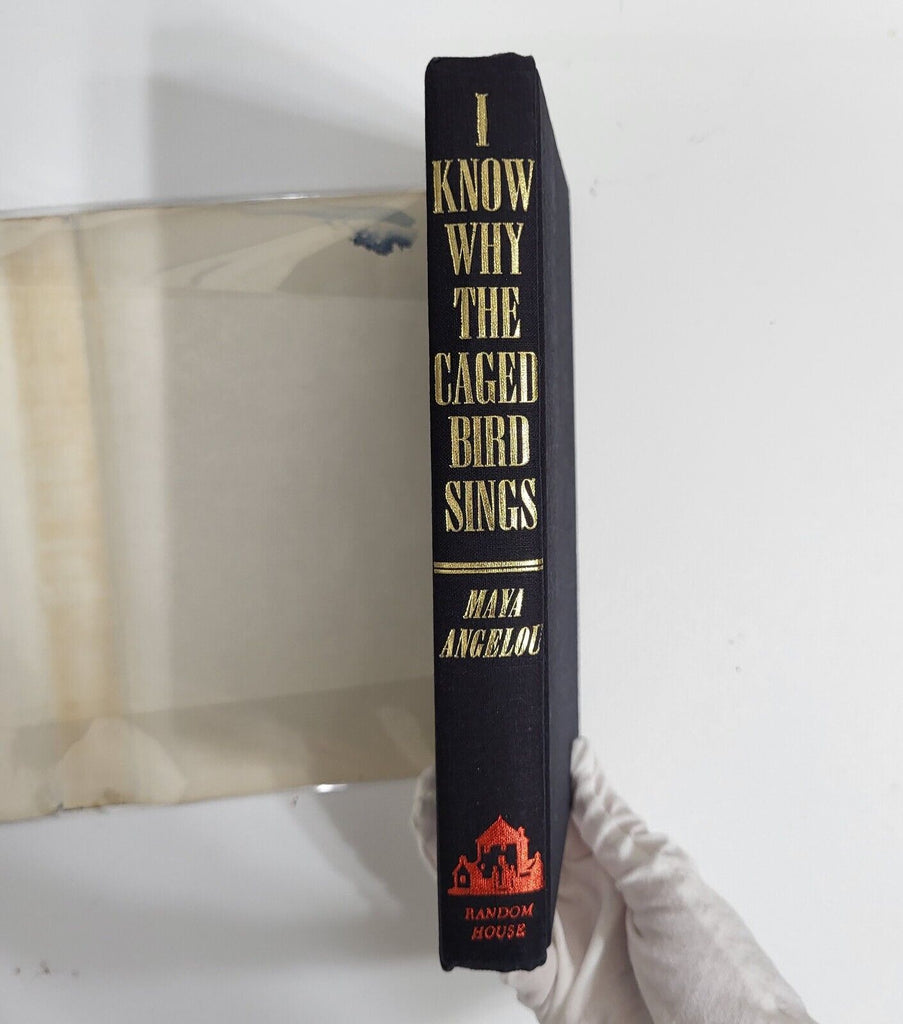 I
KNOW
WHY
THE
CAGED
BIRD
SINGS
MAYA
ANGELOU
RANDOM
HOUSE